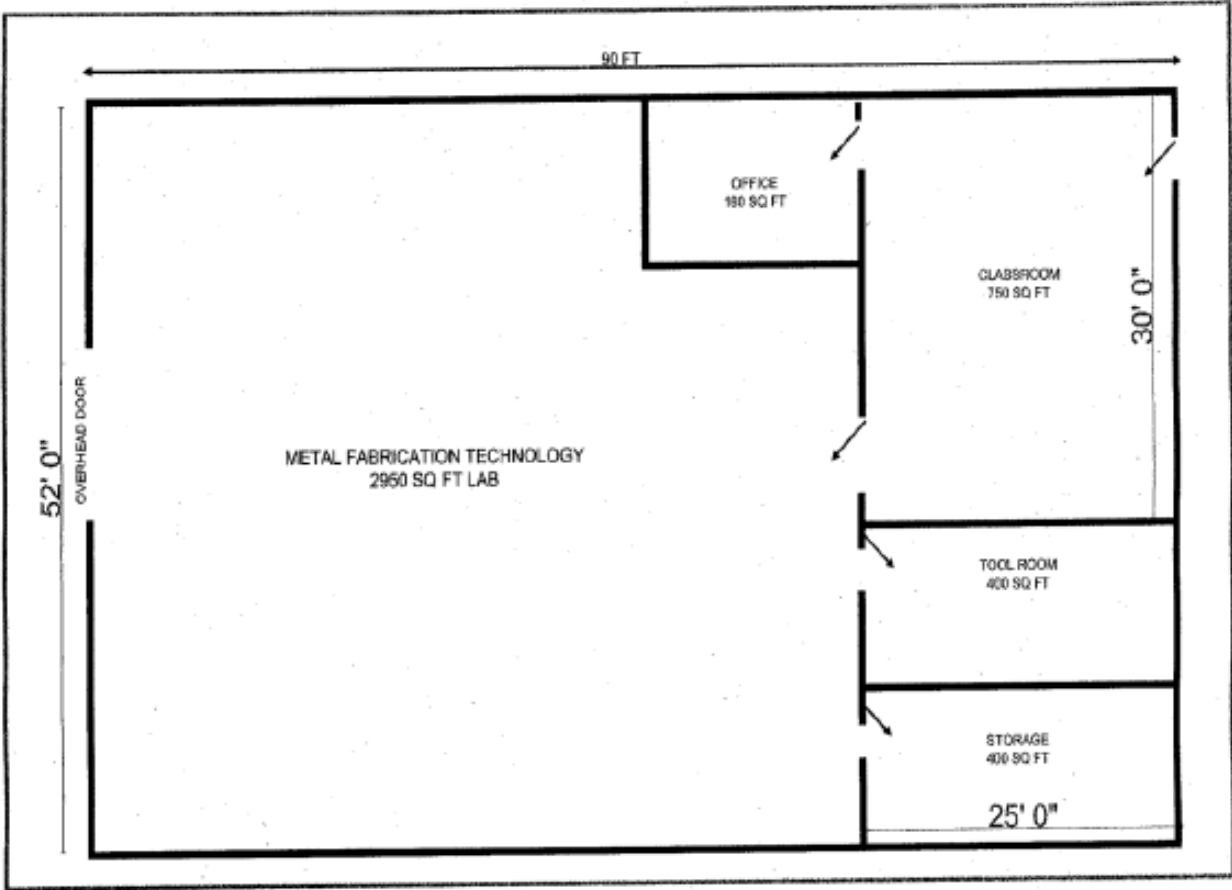 90 FT
OFFICE
180 SQ FT
CLASSROOM
750 SQ FT
30' 0"
OVERHEAD DOOR
52' 0"
METAL FABRICATION TECHNOLOGY
2950 SQ FT LAB
TOOL ROOM
400 SQ FT
STORAGE
400 SQ FT
25' 0"